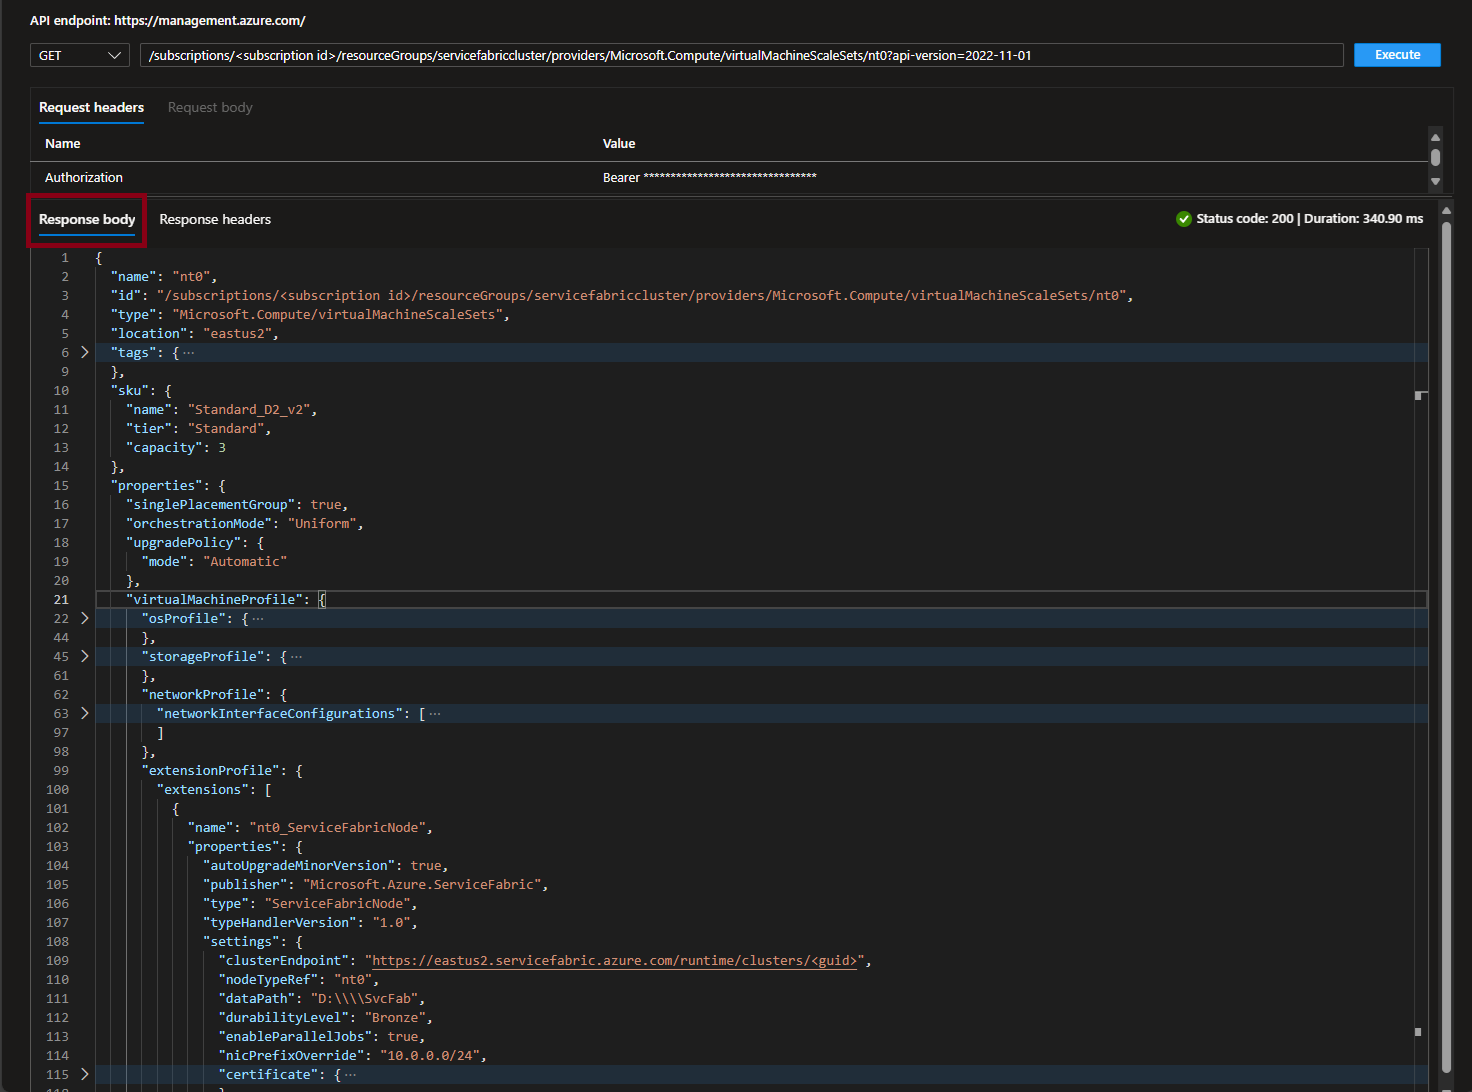 API endpoint: https://management.azure.com/
GET /subscriptions/<subscription id>/resourceGroups/servicefabriccluster/providers/Microsoft.Compute/virtualMachineScaleSets/nt0?api-version=2022-11-01 Execute
Request headers Request body
Name Value
Authorization Bearer ********************************
Response body Response headers Status code: 200 | Duration: 340.90 ms
1 {
2 "name": "nt0",
3 "id": "/subscriptions/<subscription id>/resourceGroups/servicefabriccluster/providers/Microsoft.Compute/virtualMachineScaleSets/nt0",
4 "type": "Microsoft.Compute/virtualMachineScaleSets",
5 "location": "eastus2",
6 "tags": { ···
9 },
10 "sku": {
11 "name": "Standard_D2_v2",
12 "tier": "Standard",
13 "capacity": 3
14 },
15 "properties": {
16 "singlePlacementGroup": true,
17 "orchestrationMode": "Uniform",
18 "upgradePolicy": {
19 "mode": "Automatic"
20 },
21 "virtualMachineProfile": {
22 "osProfile": { ···
44 },
45 "storageProfile": { ···
61 },
62 "networkProfile": {
63 "networkInterfaceConfigurations": [ ···
97 ]
98 },
99 "extensionProfile": {
100 "extensions": [
101 {
102 "name": "nt0_ServiceFabricNode",
103 "properties": {
104 "autoUpgradeMinorVersion": true,
105 "publisher": "Microsoft.Azure.ServiceFabric",
106 "type": "ServiceFabricNode",
107 "typeHandlerVersion": "1.0",
108 "settings": {
109 "clusterEndpoint": "https://eastus2.servicefabric.azure.com/runtime/clusters/<guid>",
110 "nodeTypeRef": "nt0",
111 "dataPath": "D:\\\\SvcFab",
112 "durabilityLevel": "Bronze",
113 "enableParallelJobs": true,
114 "nicPrefixOverride": "10.0.0.0/24",
115 "certificate": { ···